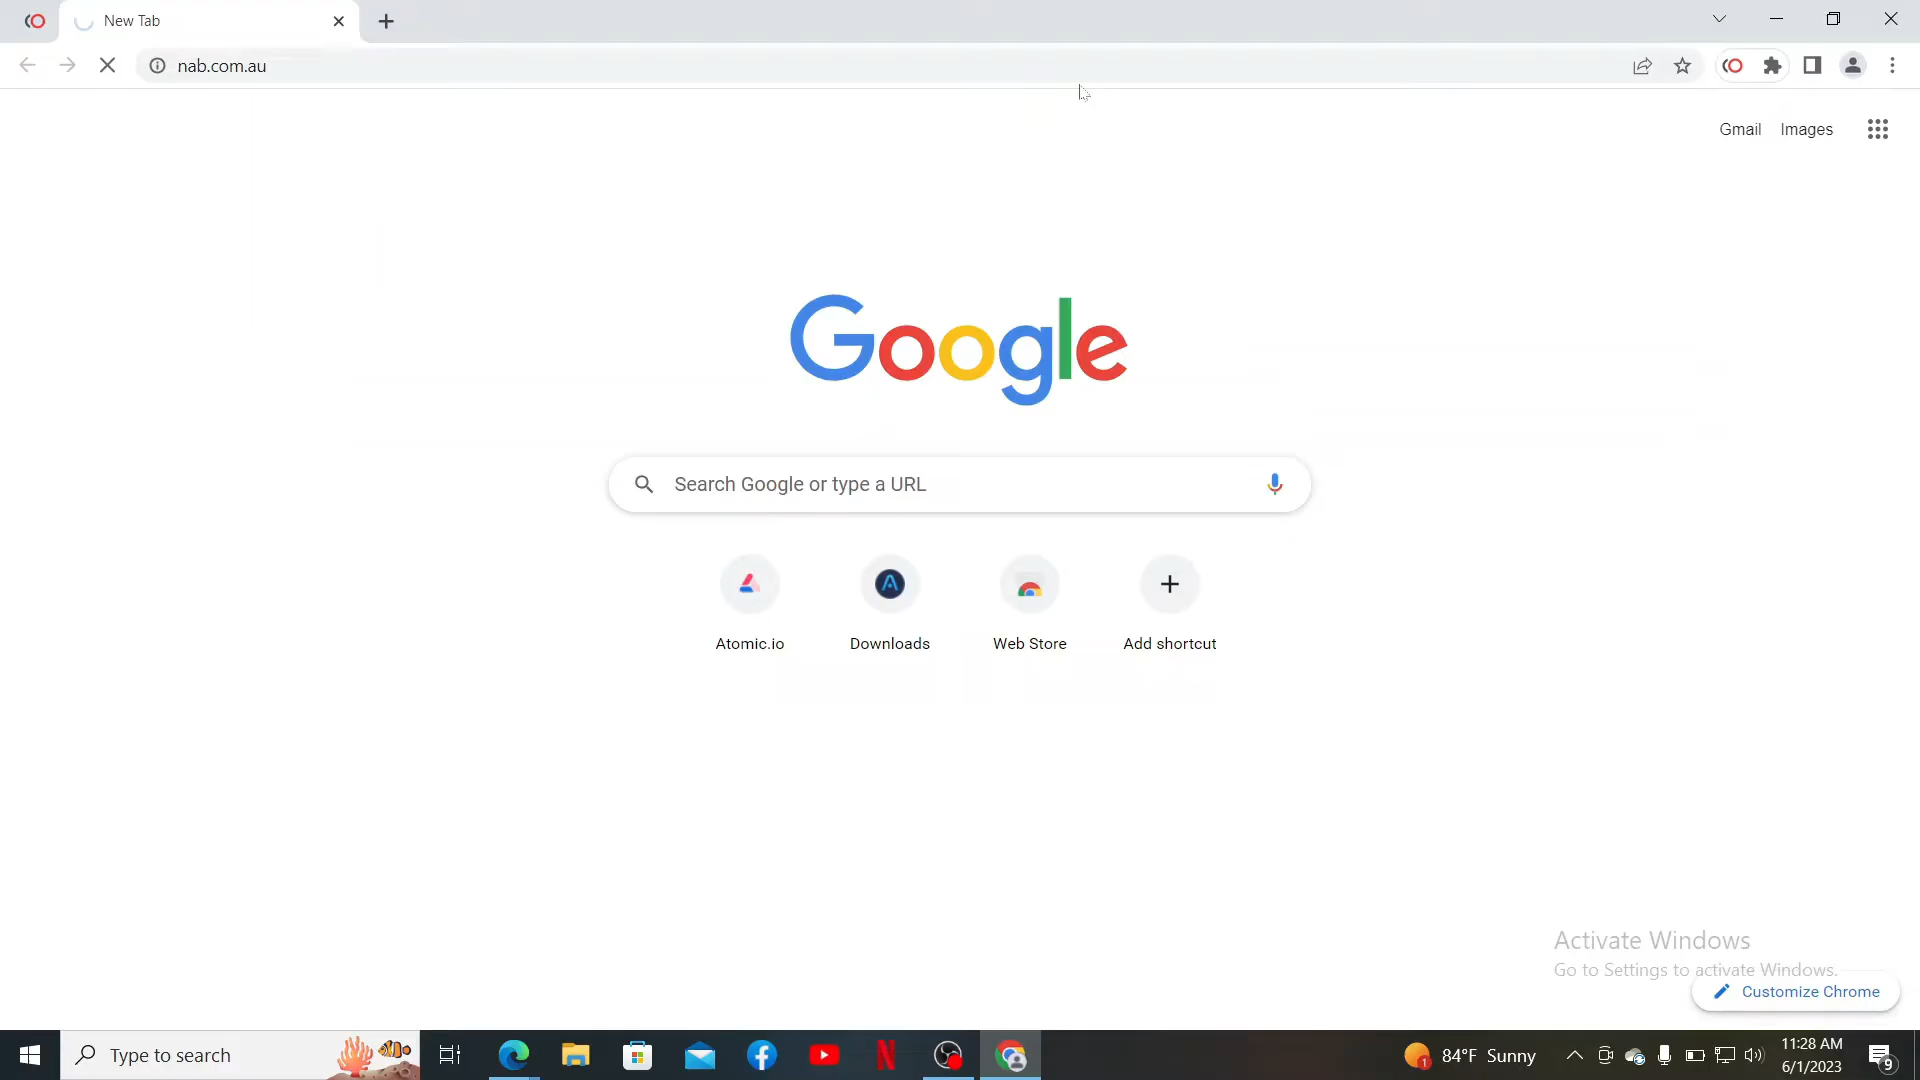 New Tab
nab.com.au
Gmail Images
Google
Search Google or type a URL
Atomic.io Downloads Web Store Add shortcut
Activate Windows
Go to Settings to activate Windows.
Customize Chrome
Type to search
84°F Sunny
1
11:28 AM
6/1/2023
9